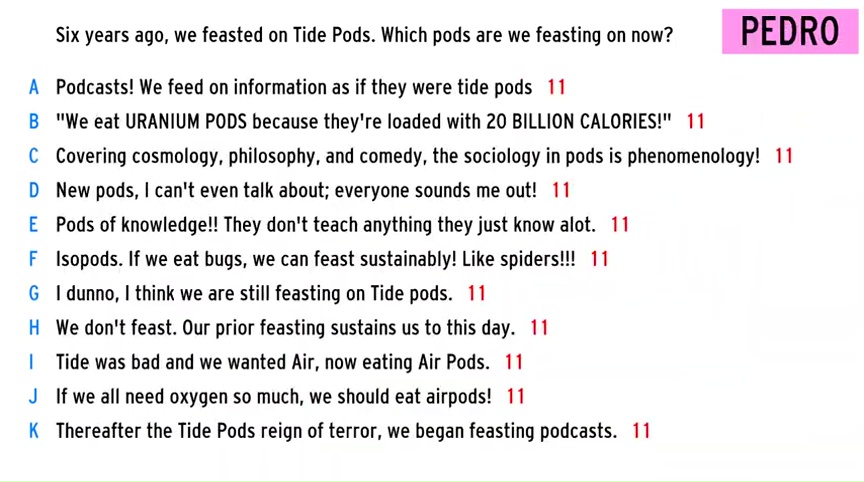 Six years ago, we feasted on Tide Pods. Which pods are we feasting on now?
PEDRO
A Podcasts! We feed on information as if they were tide pods 11
B "We eat URANIUM PODS because they're loaded with 20 BILLION CALORIES!" 11
C Covering cosmology, philosophy, and comedy, the sociology in pods is phenomenology! 11
D New pods, I can't even talk about; everyone sounds me out! 11
E Pods of knowledge!! They don't teach anything they just know alot. 11
F Isopods. If we eat bugs, we can feast sustainably! Like spiders!!! 11
G I dunno, I think we are still feasting on Tide pods. 11
H We don't feast. Our prior feasting sustains us to this day. 11
I Tide was bad and we wanted Air, now eating Air Pods. 11
J If we all need oxygen so much, we should eat airpods! 11
K Thereafter the Tide Pods reign of terror, we began feasting podcasts. 11